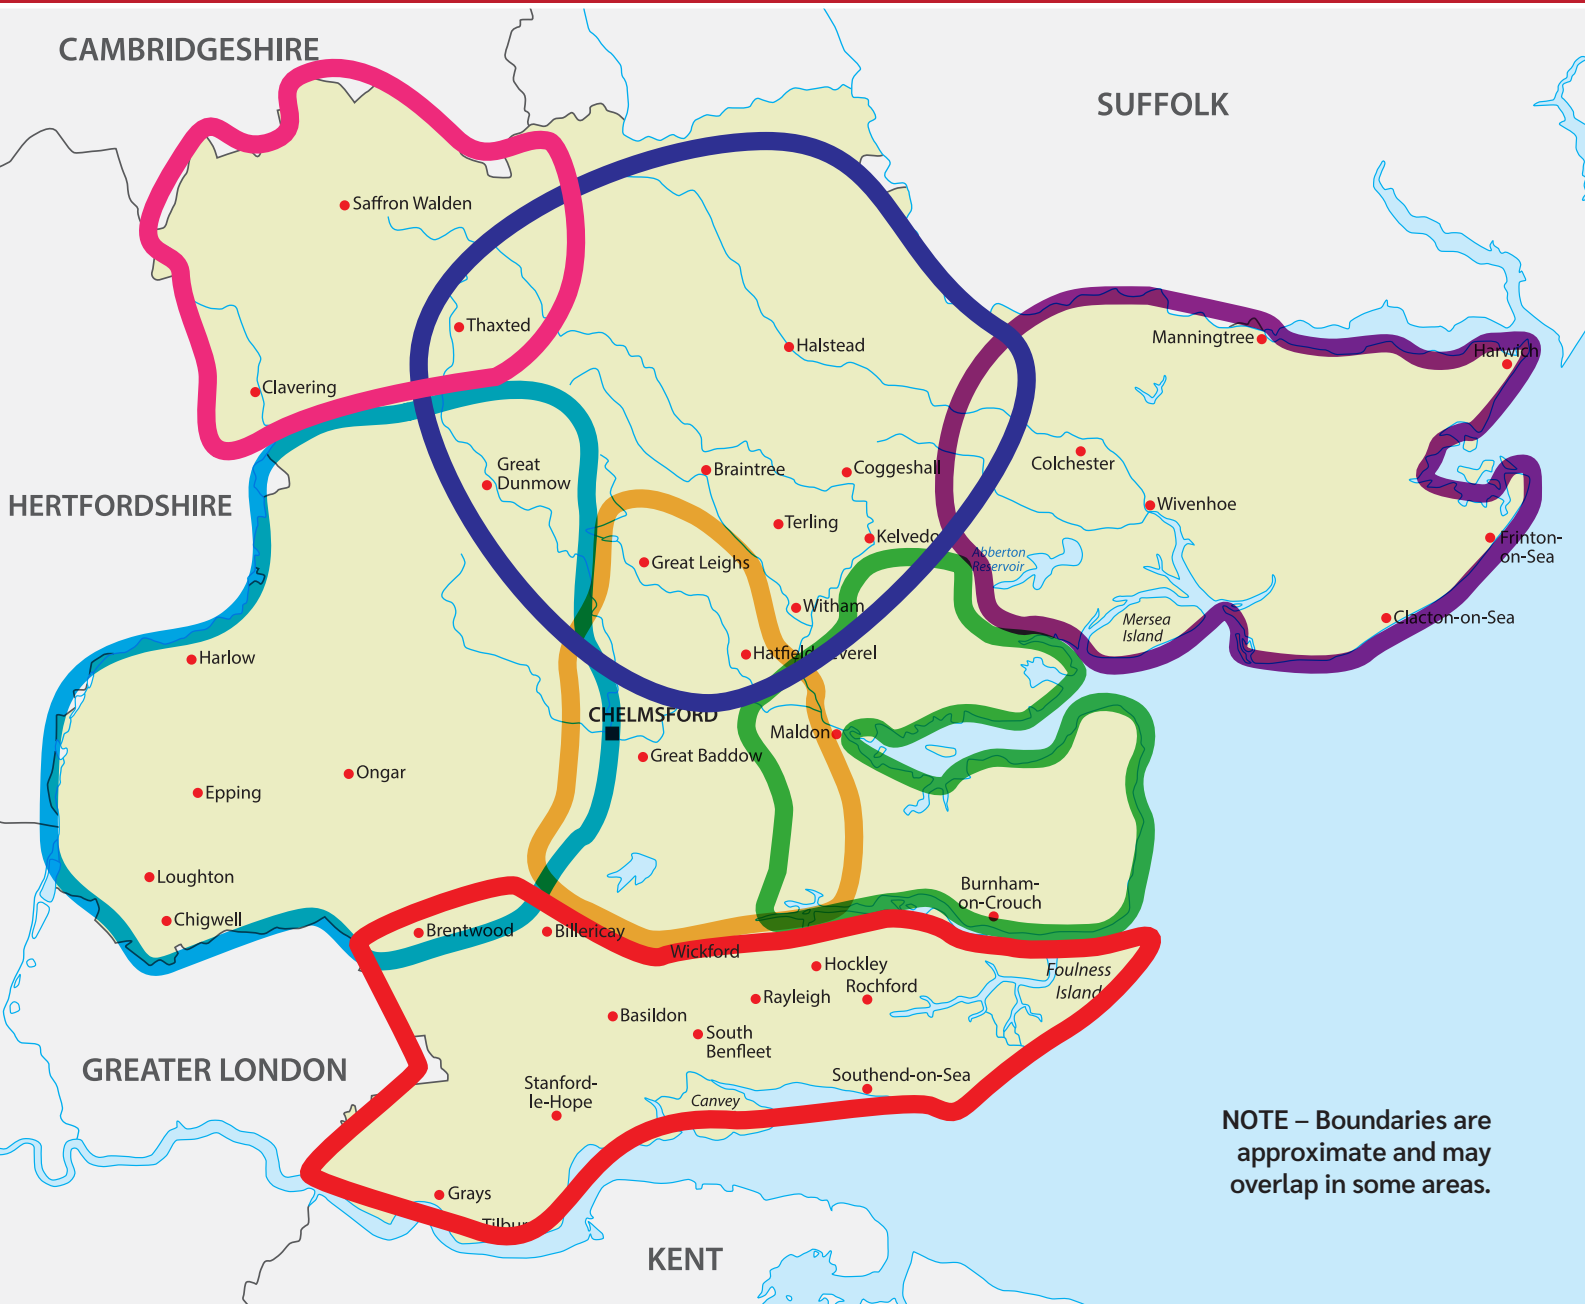 CAMBRIDGESHIRE
SUFFOLK
Saffron Walden
Thaxted
Halstead
Manningtree
Harwich
Clavering
Great
Dunmow
Braintree
Coggeshall
Colchester
HERTFORDSHIRE
Wivenhoe
Terling
Kelvedo
Frinton-
on-Sea
Abberton
Reservoir
Great Leighs
Witham
Mersea
Island
Clacton-on-Sea
Harlow
Hatfield Peverel
CHELMSFORD
Maldon
Great Baddow
Ongar
Epping
Loughton
Chigwell
Burnham-
on-Crouch
Brentwood
Billericay
Wickford
Hockley
Foulness
Island
Rayleigh
Rochford
Basildon
South
Benfleet
GREATER LONDON
Stanford-
le-Hope
Southend-on-Sea
Canvey
NOTE – Boundaries are
approximate and may
overlap in some areas.
Grays
Tilbur
KENT